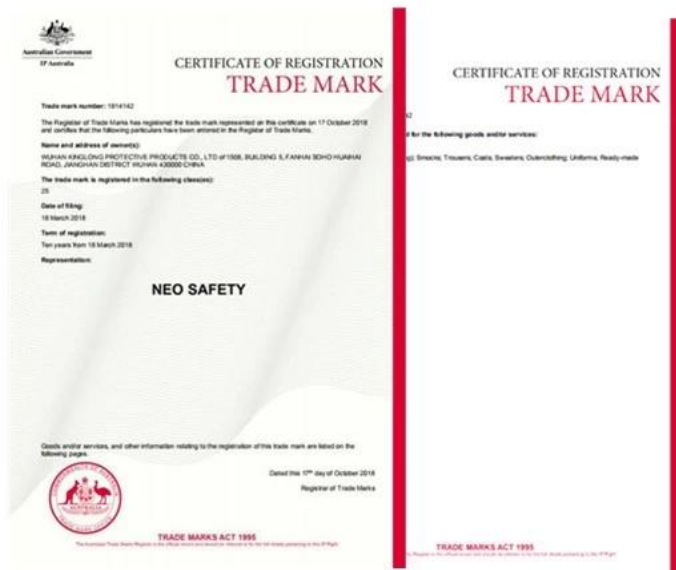 Australian Government
IP Australia
CERTIFICATE OF REGISTRATION
TRADE MARK
Trade mark number: 1914142
The Registrar of Trade Marks has registered the trade mark represented on this certificate on 17 October 2018
and certifies that the following particulars have been entered in the Register of Trade Marks.
Name and address of owner(s):
WUHAN KINGLONG PROTECTIVE PRODUCTS CO., LTD of 1508, BUILDING 5, FANHAI SOHO HUAIHAI
ROAD, JIANGHAN DISTRICT WUHAN 430000 CHINA
The trade mark is registered in the following class(es):
25
Date of filing:
18 March 2018
Term of registration:
Ten years from 18 March 2018
Representation:
NEO SAFETY
Goods and/or services, and other information relating to the registration of this trade mark are listed on the
following pages.
Dated this 17th day of October 2018
Registrar of Trade Marks
AUSTRALIA
TRADE MARKS ACT 1995
CERTIFICATE OF REGISTRATION
TRADE MARK
for the following goods and/or services:
Smocks; Trousers; Coats; Sweaters; Outerclothing; Uniforms; Ready-made
TRADE MARKS ACT 1995